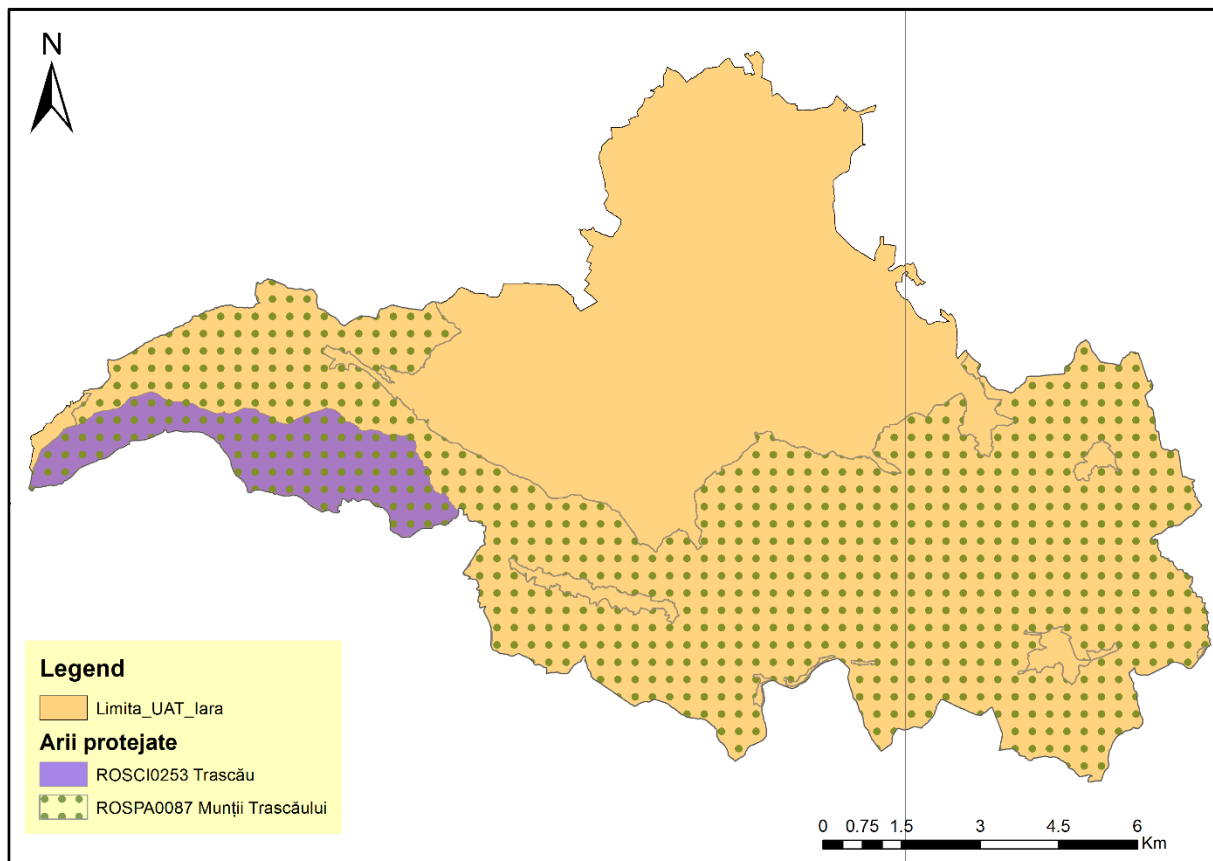 N
Legend
Limita_UAT_Iara
Arii protejate
ROSCI0253 Trascău
ROSPA0087 Munții Trascăului
0 0.75 1.5 3 4.5 6
Km